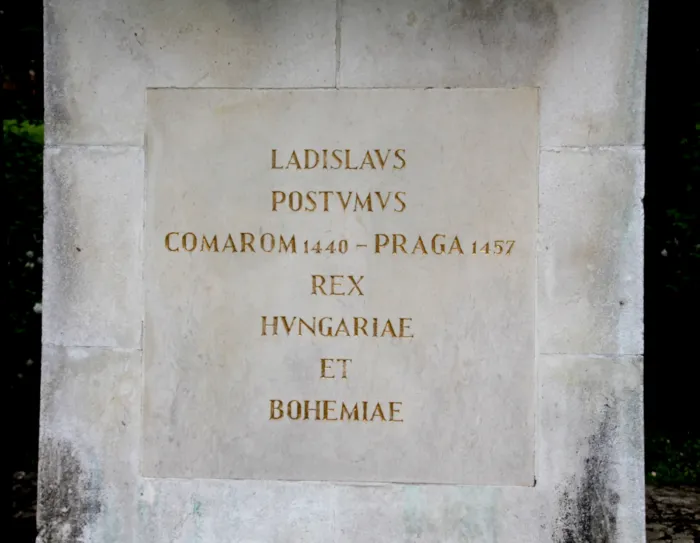 LADISLAVS
POSTVMVS
COMAROM 1440 – PRAGA 1457
REX
HVNGARIAE
ET
BOHEMIAE